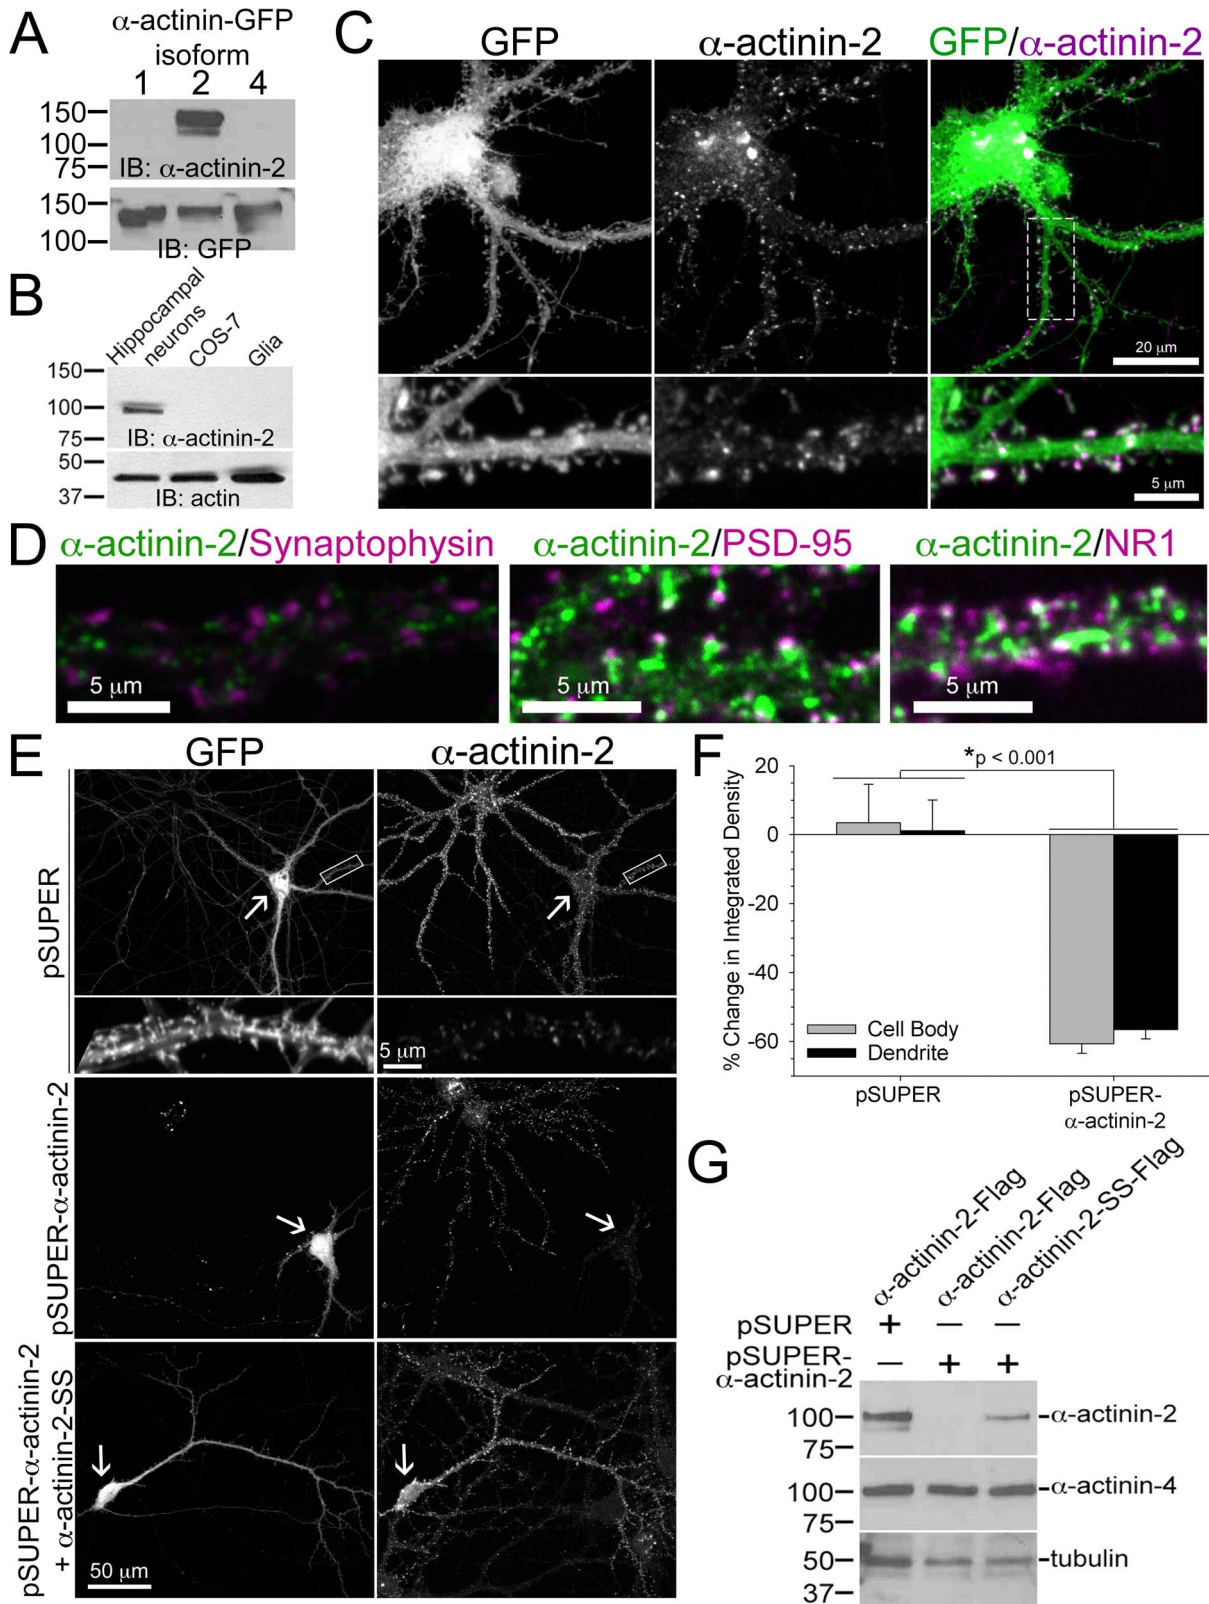 A
α-actinin-GFP
isoform
1 2 4
150
100
75
IB: α-actinin-2
150
100
IB: GFP
B
Hippocampal
neurons
COS-7
Glia
150
100
75
IB: α-actinin-2
50
37
IB: actin
C
GFP
α-actinin-2
GFP/α-actinin-2
20 μm
5 μm
D
α-actinin-2/Synaptophysin
α-actinin-2/PSD-95
α-actinin-2/NR1
5 μm
5 μm
5 μm
E
GFP
α-actinin-2
pSUPER
5 μm
pSUPER-α-actinin-2
pSUPER-α-actinin-2
+ α-actinin-2-SS
50 μm
F
*p < 0.001
% Change in Integrated Density
20
0
-20
-40
-60
Cell Body
Dendrite
pSUPER
pSUPER-
α-actinin-2
G
α-actinin-2-Flag
α-actinin-2-Flag
α-actinin-2-SS-Flag
pSUPER + — —
pSUPER-
α-actinin-2
— + +
100
75
-α-actinin-2
100
75
-α-actinin-4
50
37
-tubulin